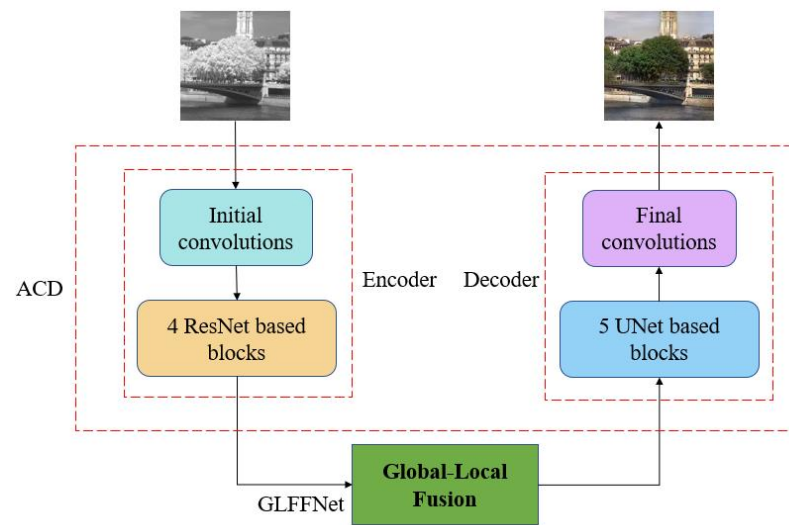 Initial
convolutions
Final
convolutions
ACD
Encoder
Decoder
4 ResNet based
blocks
5 UNet based
blocks
Global-Local
Fusion
GLFFNet